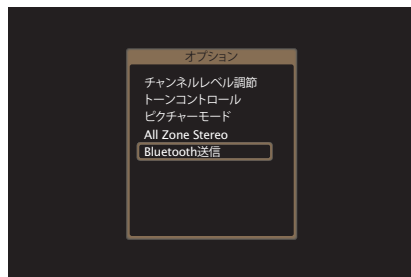 オプション
チャンネルレベル調節
トーンコントロール
ピクチャーモード
All Zone Stereo
Bluetooth送信